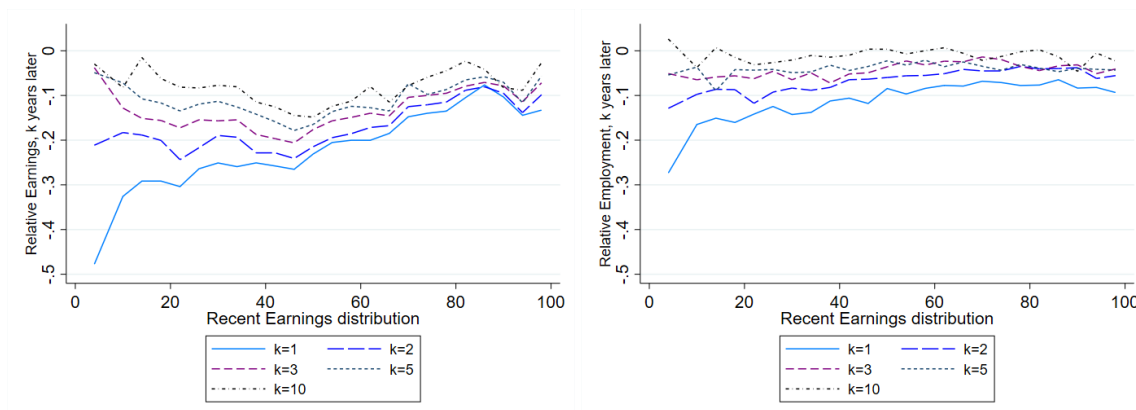 Relative Earnings, k years later
0
-.1
-.2
-.3
-.4
-.5
0 20 40 60 80 100
Recent Earnings distribution
k=1 k=2
k=3 k=5
k=10
Relative Employment, k years later
0
-.1
-.2
-.3
-.4
-.5
0 20 40 60 80 100
Recent Earnings distribution
k=1 k=2
k=3 k=5
k=10